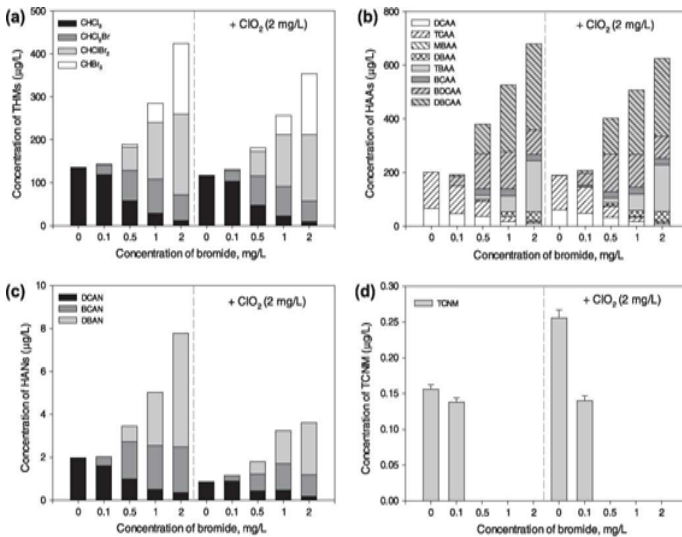 (a)
CHCl3
CHCl2Br
CHClBr2
CHBr3
+ ClO2 (2 mg/L)
Concentration of THMs (μg/L)
500
400
300
200
100
0
0 0.1 0.5 1 2 0 0.1 0.5 1 2
Concentration of bromide, mg/L
(b)
DCAA
TCAA
MBAA
DBAA
TBAA
BCAA
BDCAA
DBCAA
+ ClO2 (2 mg/L)
Concentration of HAAs (μg/L)
800
600
400
200
0
0 0.1 0.5 1 2 0 0.1 0.5 1 2
Concentration of bromide, mg/L
(c)
DCAN
BCAN
DBAN
+ ClO2 (2 mg/L)
Concentration of HANs (μg/L)
10
8
6
4
2
0
0 0.1 0.5 1 2 0 0.1 0.5 1 2
Concentration of bromide, mg/L
(d)
TCNM
+ ClO2 (2 mg/L)
Concentration of TCNM (μg/L)
0.30
0.25
0.20
0.15
0.10
0.05
0.00
0 0.1 0.5 1 2 0 0.1 0.5 1 2
Concentration of bromide, mg/L